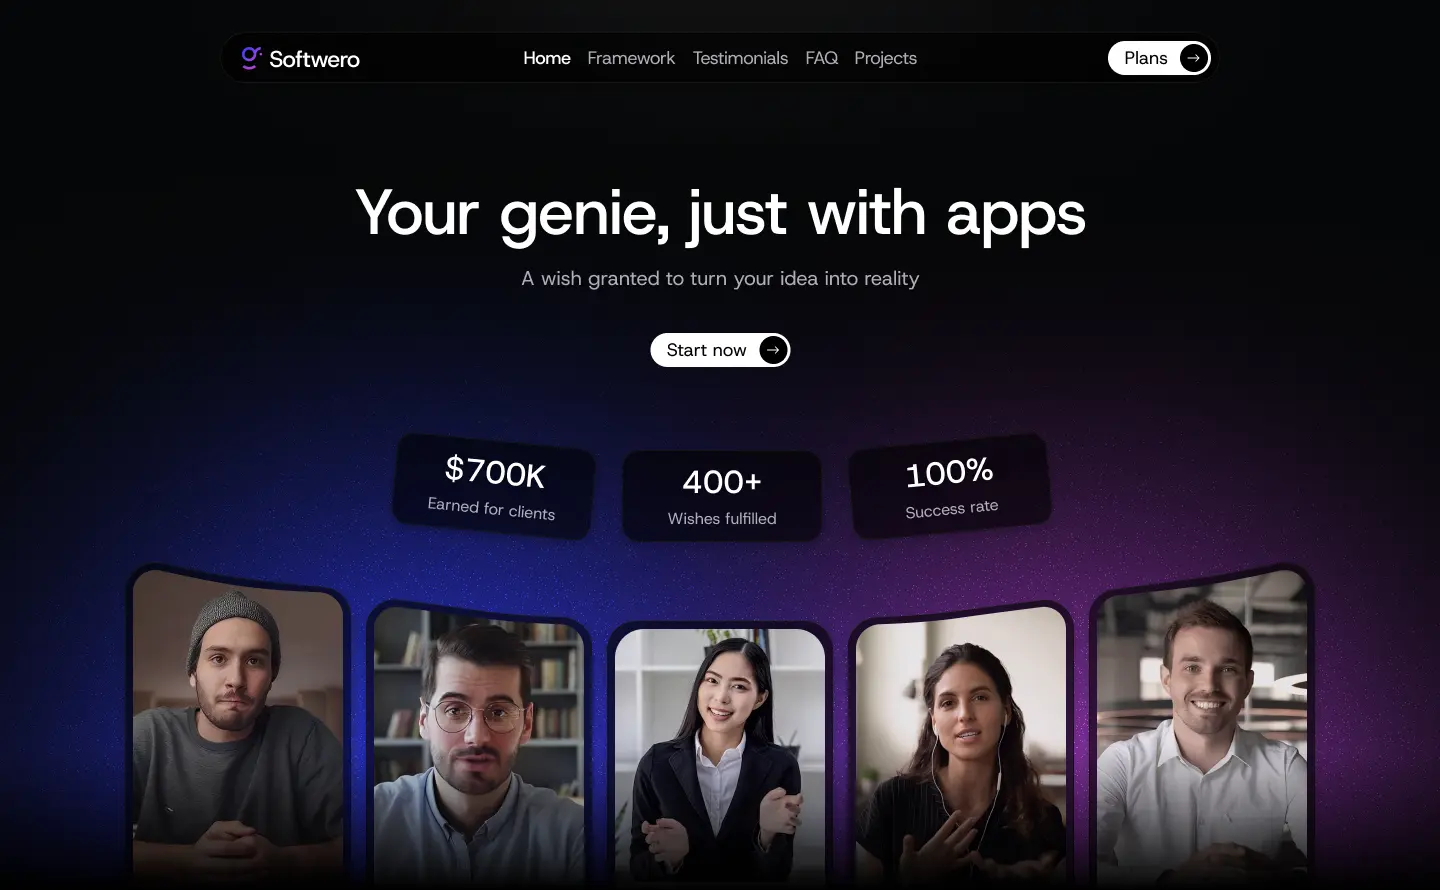 Softwero
Home Framework Testimonials FAQ Projects
Plans
Your genie, just with apps
A wish granted to turn your idea into reality
Start now
$700K
Earned for clients
400+
Wishes fulfilled
100%
Success rate